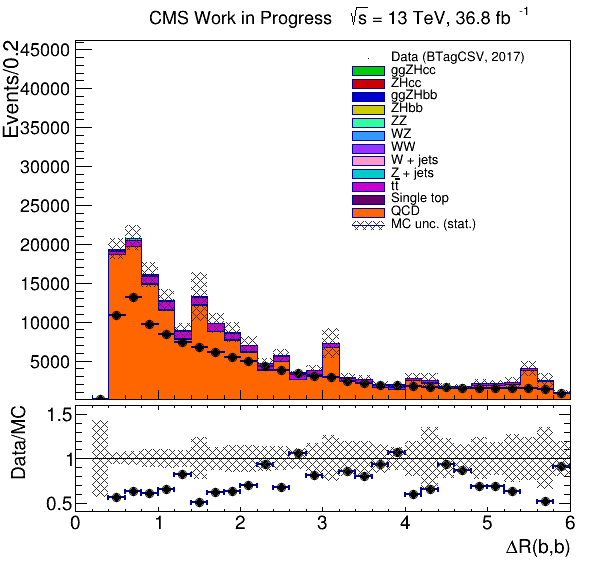 CMS Work in Progress √s = 13 TeV, 36.8 fb⁻¹
Events/0.2
45000
40000
35000
30000
25000
20000
15000
10000
5000
Data (BTagCSV, 2017)
ggZHcc
ZHcc
ggZHbb
ZHbb
ZZ
WZ
WW
W + jets
Z + jets
tt̅
Single top
QCD
MC unc. (stat.)
Data/MC
1.5
1
0.5
0 1 2 3 4 5 6
ΔR(b,b)